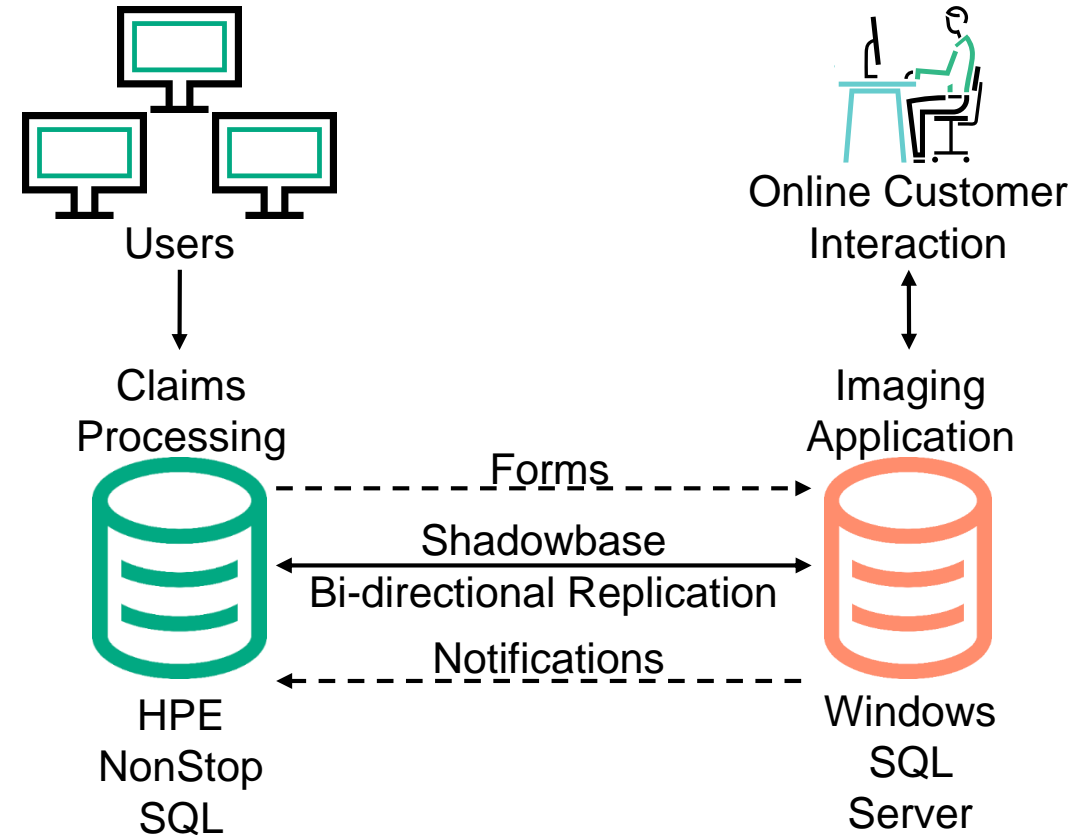 Users
Online Customer
Interaction
Claims
Processing
Imaging
Application
Forms
Shadowbase
Bi-directional Replication
Notifications
HPE
NonStop
SQL
Windows
SQL
Server